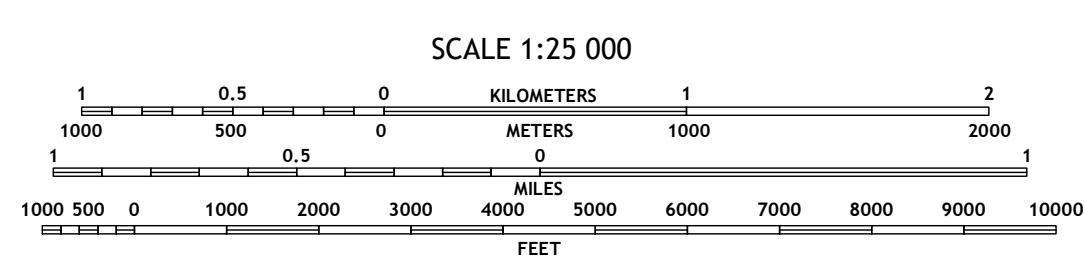 SCALE 1:25 000
1 0.5 0 KILOMETERS 1 2
1000 500 0 METERS 1000 2000
1 0.5 0 1
MILES
1000 500 0 1000 2000 3000 4000 5000 6000 7000 8000 9000 10000
FEET